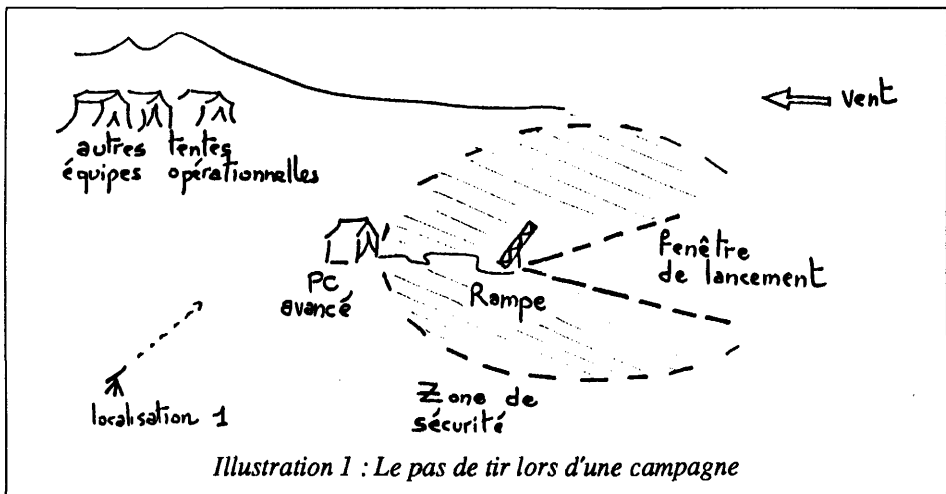 vent
autres tentes
équipes opérationnelles
fenêtre
de lancement
PC
avancé
Rampe
localisation 1
Zone de
sécurité
Illustration 1 : Le pas de tir lors d'une campagne